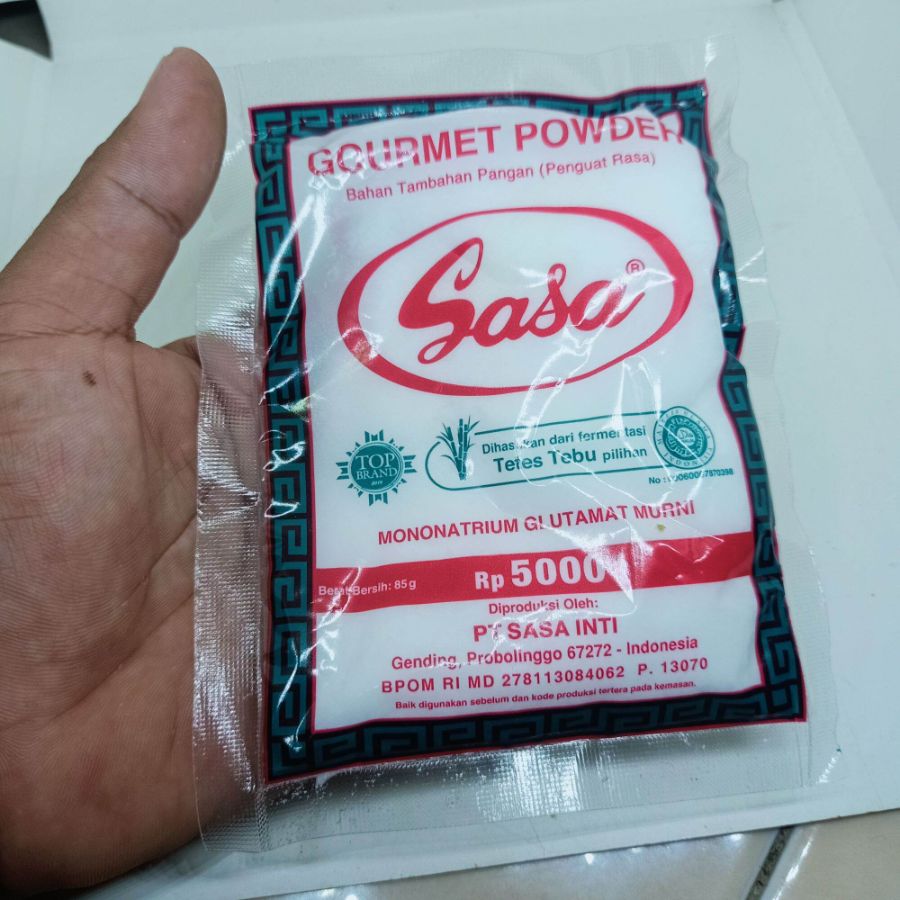 GOURMET POWDER
Bahan Tambahan Pangan (Penguat Rasa)
Sasa®
TOP
BRAND
Dihasilkan dari fermentasi
Tetes Tebu pilihan
INDONESIA
MONONATRIUM GLUTAMAT MURNI
Berat Bersih: 85g
Rp 5000
Diproduksi Oleh:
PT SASA INTI
Gending, Probolinggo 67272 - Indonesia
BPOM RI MD 278113084062 P. 13070
Baik digunakan sebelum dan kode produksi tertera pada kemasan.